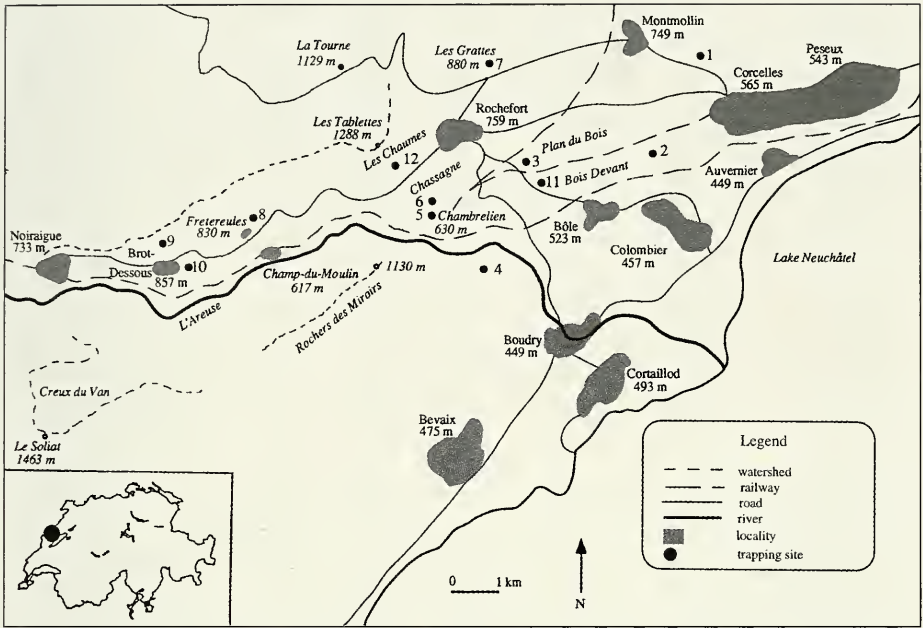 Montmollin
749 m
La Tourne
1129 m
Les Grattes
880 m
7
1
Peseux
543 m
Corcelles
565 m
Les Tablettes
1288 m
Rochefort
759 m
Les Chaumes
12
Chassagne
3
Plan du Bois
2
11
Bois Devant
Auvernier
449 m
6
5
Chambrelien
630 m
Fretereules
830 m
8
Bôle
523 m
Colombier
457 m
Noiraigue
733 m
9
Brot-
Dessous
857 m
10
Champ-du-Moulin
617 m
1130 m
4
Lake Neuchâtel
L'Areuse
Rochers des Miroirs
Boudry
449 m
Cortaillod
493 m
Creux du Van
Le Soliat
1463 m
Bevaix
475 m
Legend
watershed
railway
road
river
locality
trapping site
0 1 km
N